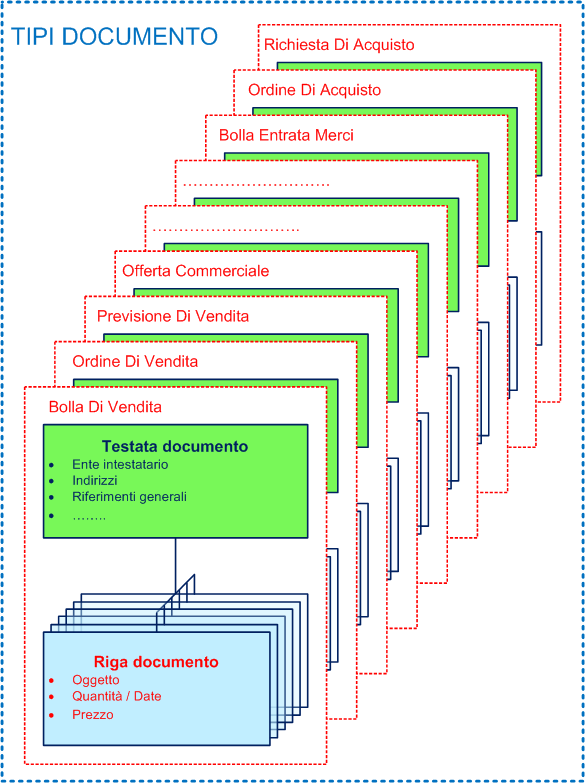 TIPI DOCUMENTO
Richiesta Di Acquisto
Ordine Di Acquisto
Bolla Entrata Merci
................................
................................
Offerta Commerciale
Previsione Di Vendita
Ordine Di Vendita
Bolla Di Vendita
Testata documento
• Ente intestatario
• Indirizzi
• Riferimenti generali
• ........
Riga documento
• Oggetto
• Quantità / Date
• Prezzo